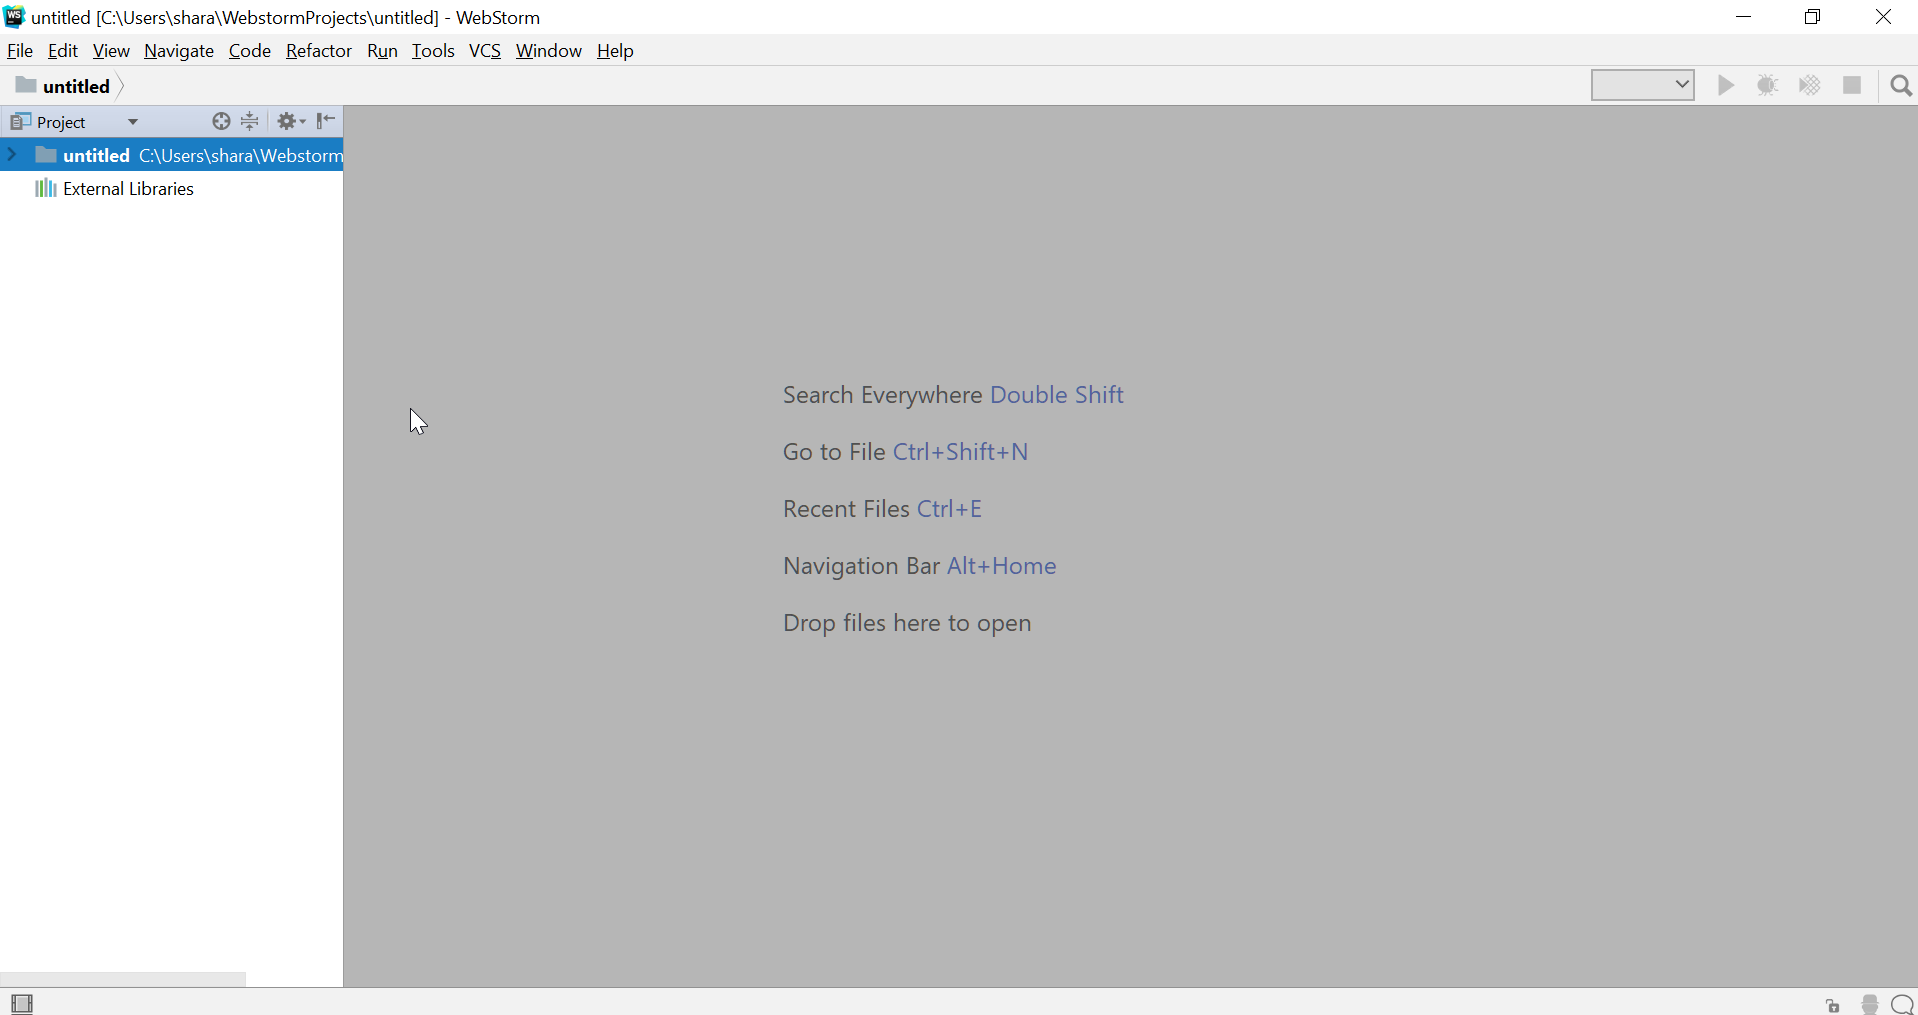 untitled [C:\Users\shara\WebstormProjects\untitled] - WebStorm
File Edit View Navigate Code Refactor Run Tools VCS Window Help
untitled
Project
untitled C:\Users\shara\Webstorm
External Libraries
Search Everywhere Double Shift
Go to File Ctrl+Shift+N
Recent Files Ctrl+E
Navigation Bar Alt+Home
Drop files here to open